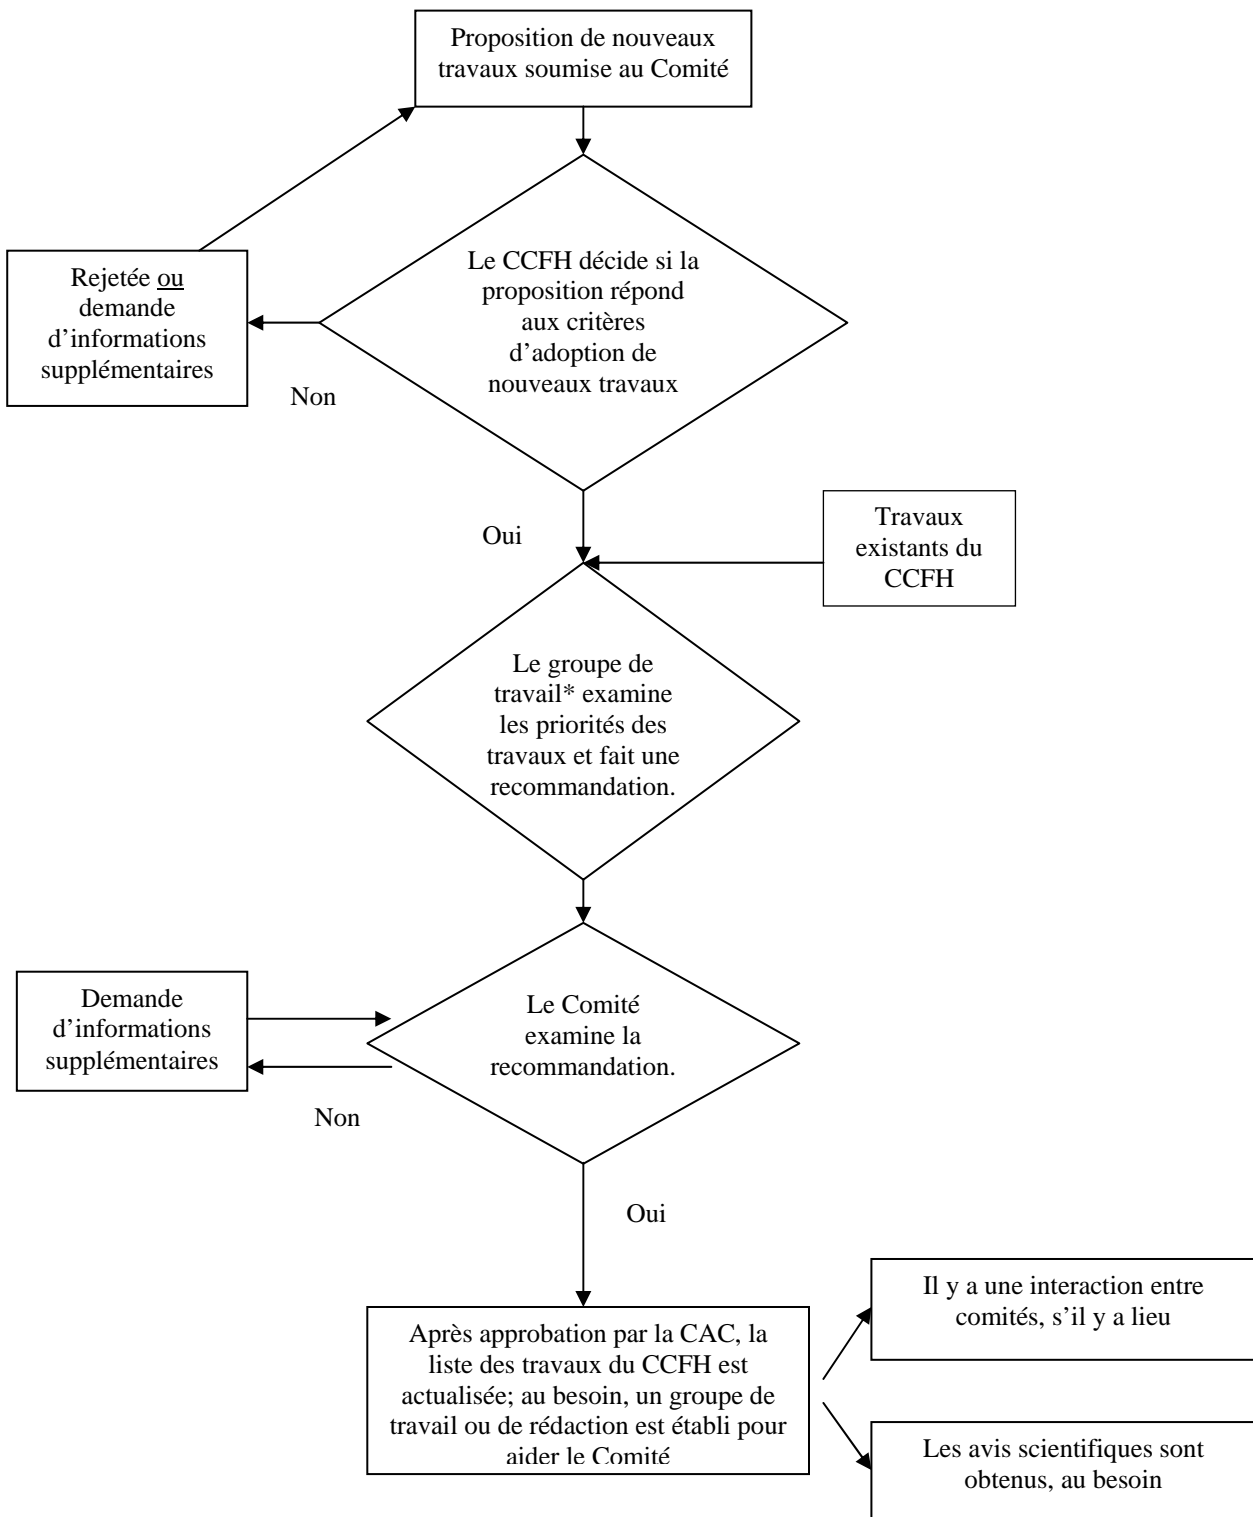 Proposition de nouveaux
travaux soumise au Comité
Le CCFH décide si la
proposition répond
aux critères
d’adoption de
nouveaux travaux
Rejetée ou
demande
d’informations
supplémentaires
Non
Oui
Travaux
existants du
CCFH
Le groupe de
travail* examine
les priorités des
travaux et fait une
recommandation.
Le Comité
examine la
recommandation.
Demande
d’informations
supplémentaires
Non
Oui
Après approbation par la CAC, la
liste des travaux du CCFH est
actualisée; au besoin, un groupe de
travail ou de rédaction est établi pour
aider le Comité
Il y a une interaction entre
comités, s’il y a lieu
Les avis scientifiques sont
obtenus, au besoin